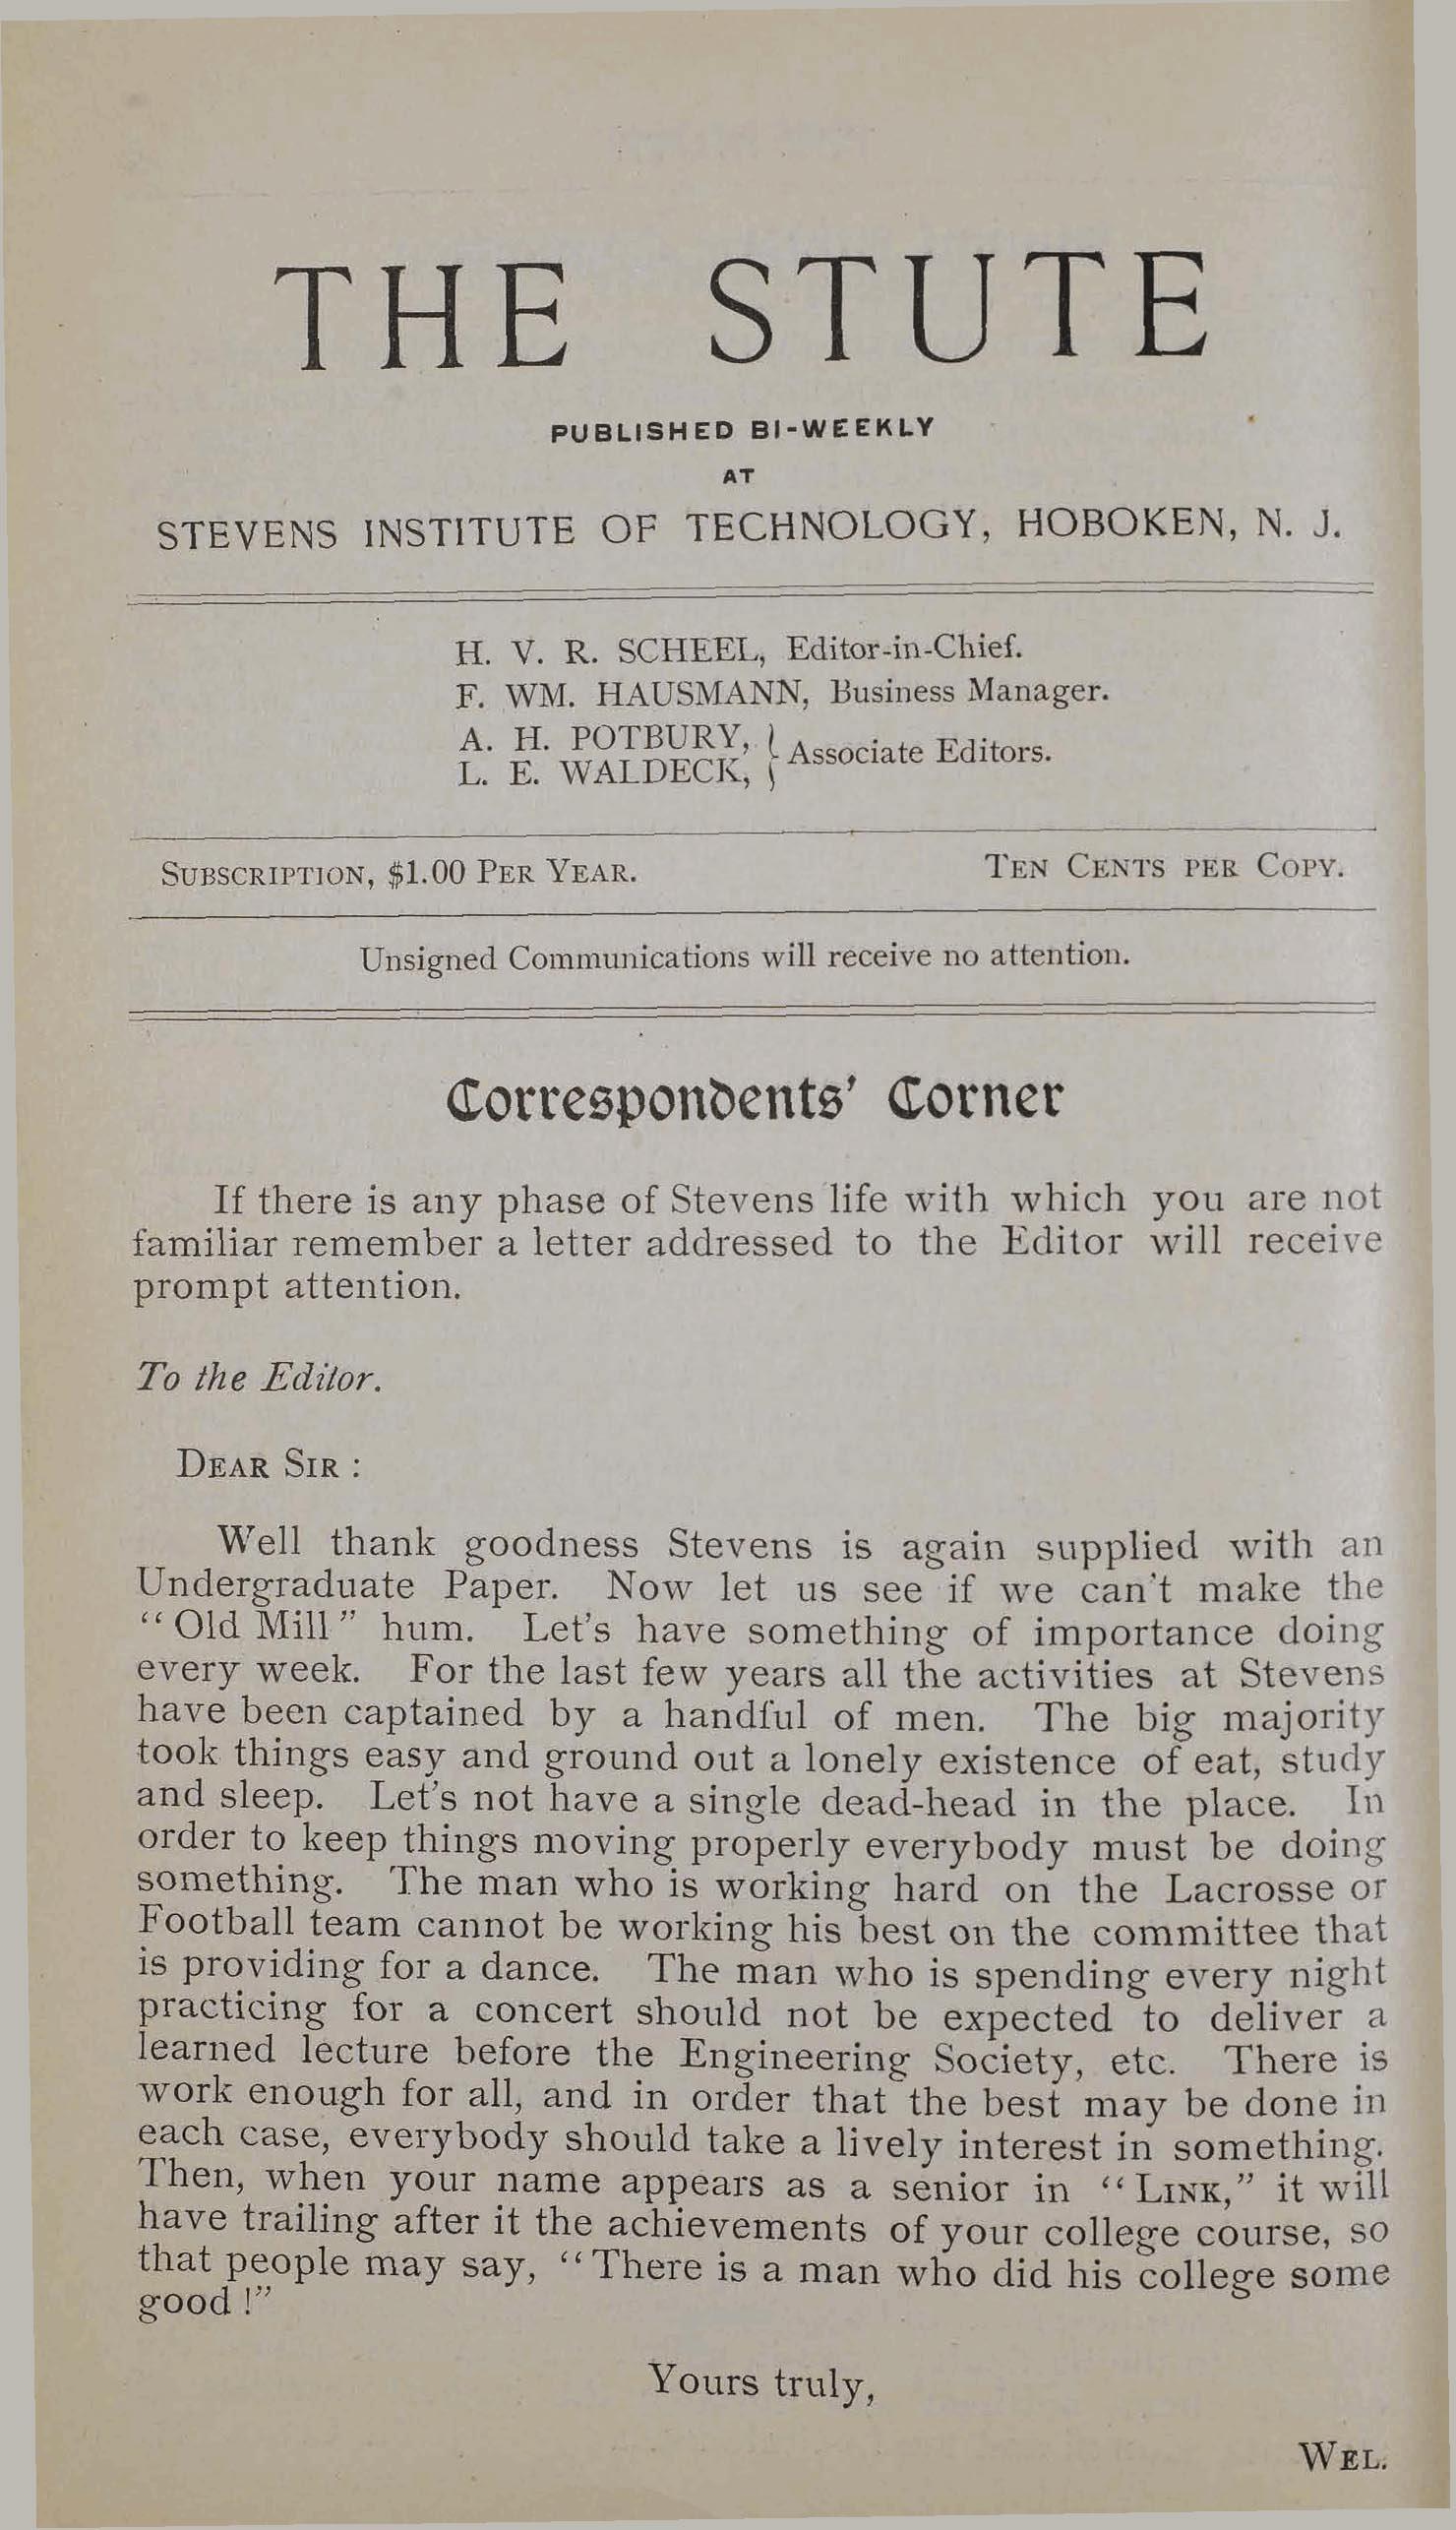 THE STUTE
PUBLISHED BI-WEEKLY
AT
STEVENS INSTITUTE OF TECHNOLOGY, HOBOKEN, N. J.
H. V. R. SCHEEL, Editor-in-Chief.
F. WM. HAUSMANN, Business Manager.
A. H. POTBURY, } Associate Editors.
L. E. WALDECK,
SUBSCRIPTION, $1.00 PER YEAR. TEN CENTS PER COPY.
Unsigned Communications will receive no attention.
Correspondents' Corner
If there is any phase of Stevens life with which you are not
familiar remember a letter addressed to the Editor will receive
prompt attention.
To the Editor.
DEAR SIR :
Well thank goodness Stevens is again supplied with an
Undergraduate Paper. Now let us see if we can't make the
“Old Mill” hum. Let's have something of importance doing
every week. For the last few years all the activities at Stevens
have been captained by a handful of men. The big majority
took things easy and ground out a lonely existence of eat, study
and sleep. Let's not have a single dead-head in the place. In
order to keep things moving properly everybody must be doing
something. The man who is working hard on the Lacrosse or
Football team cannot be working his best on the committee that
is providing for a dance. The man who is spending every night
practicing for a concert should not be expected to deliver a
learned lecture before the Engineering Society, etc. There is
work enough for all, and in order that the best may be done in
each case, everybody should take a lively interest in something.
Then, when your name appears as a senior in “LINK,” it will
have trailing after it the achievements of your college course, so
that people may say, “There is a man who did his college some
good !”
Yours truly,
WEL.